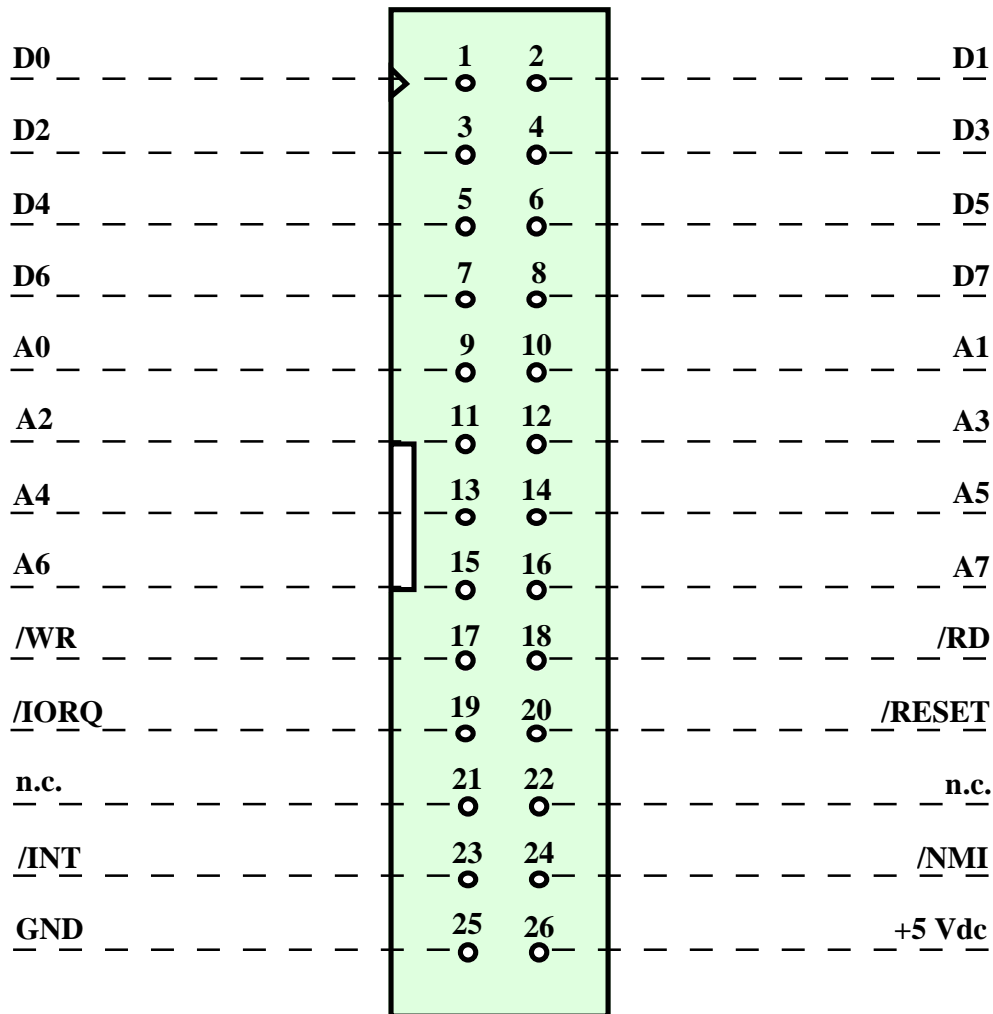 D0 1 2 D1
D2 3 4 D3
D4 5 6 D5
D6 7 8 D7
A0 9 10 A1
A2 11 12 A3
A4 13 14 A5
A6 15 16 A7
/WR 17 18 /RD
/IORQ 19 20 /RESET
n.c. 21 22 n.c.
/INT 23 24 /NMI
GND 25 26 +5 Vdc